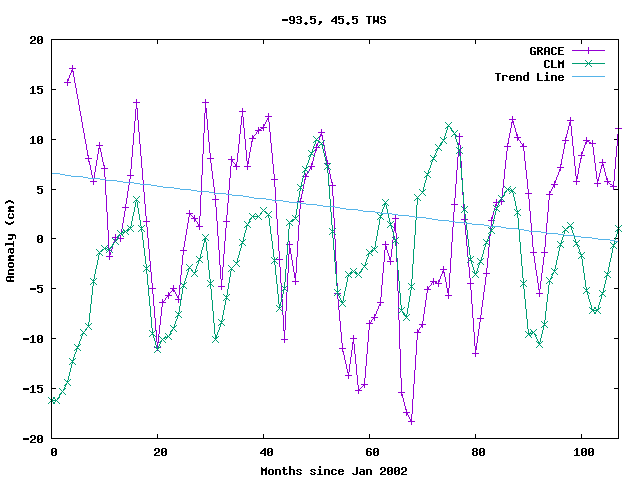 -93.5, 45.5 TWS
GRACE
CLM
Trend Line
20
15
10
5
0
-5
-10
-15
-20
Anomaly (cm)
0 20 40 60 80 100
Months since Jan 2002